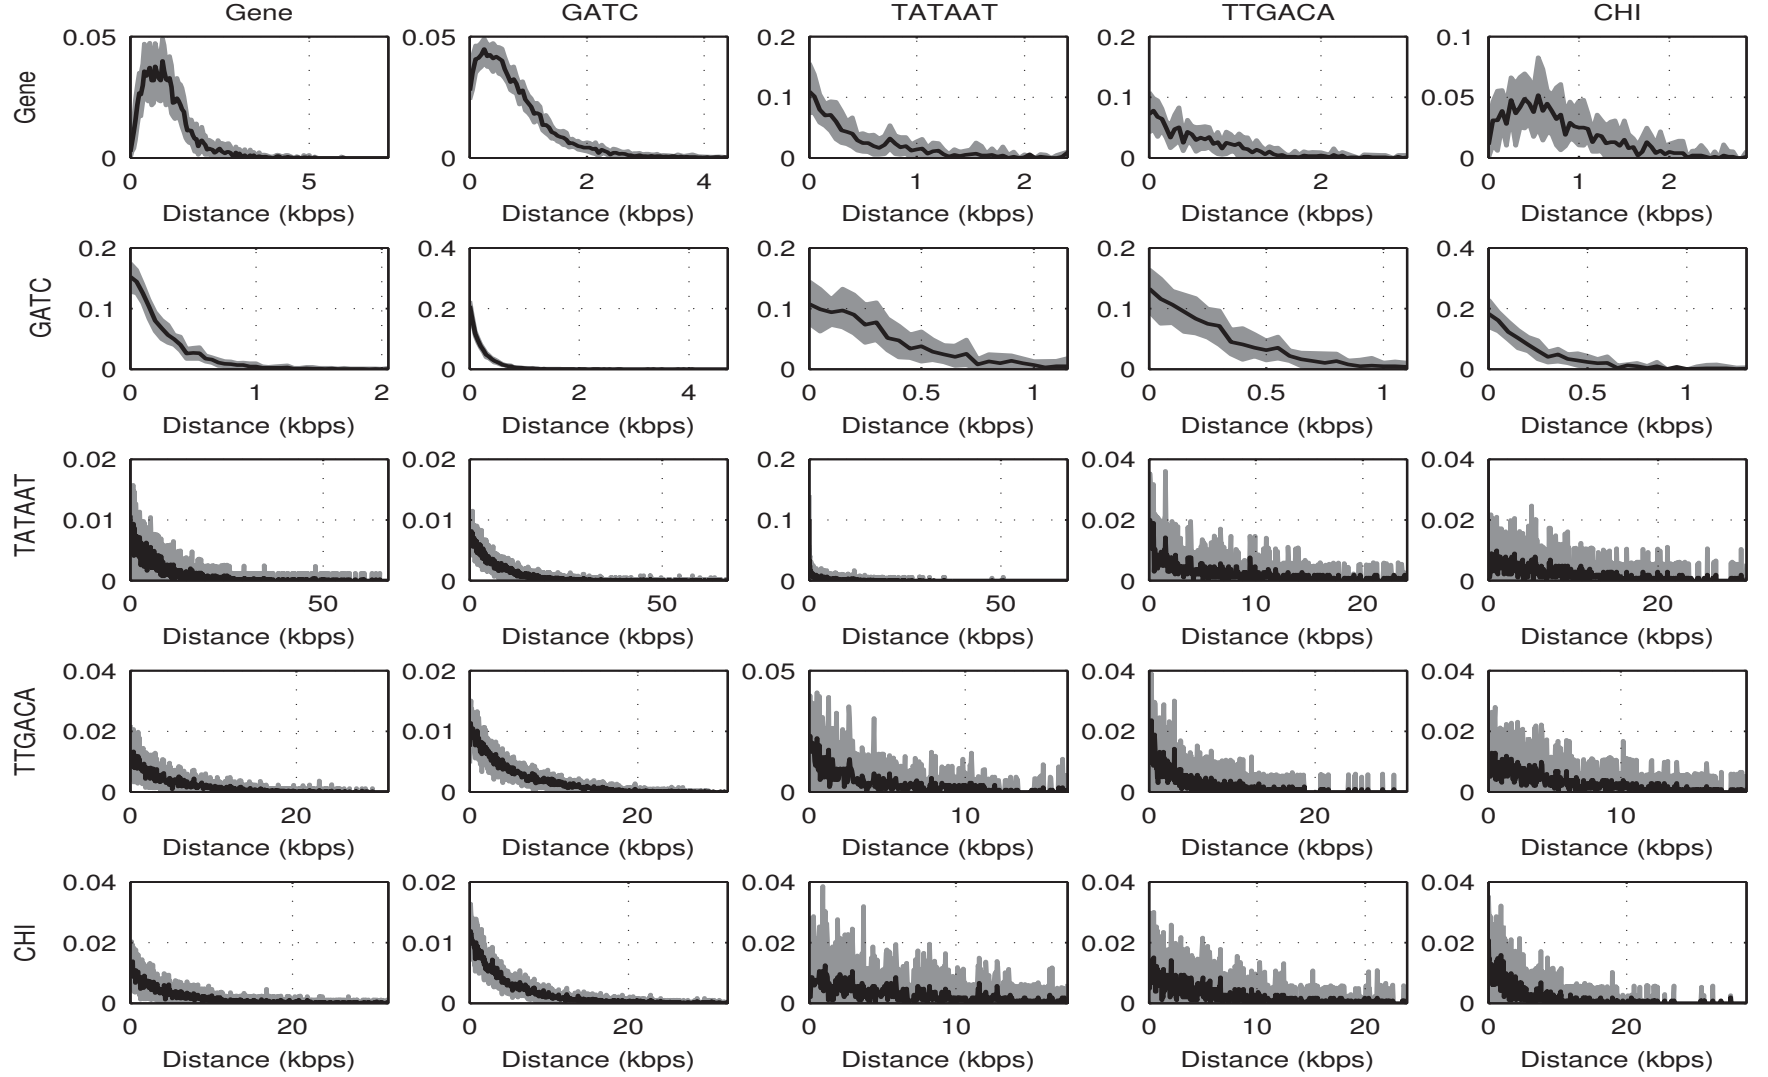 Gene GATC TATAAT TTGACA CHI
Gene
0.05 0.05 0.2 0.2 0.1
0.1 0.1 0.05
0 0 0 0 0
0 5 0 2 4 0 1 2 0 2 0 1 2
Distance (kbps) Distance (kbps) Distance (kbps) Distance (kbps) Distance (kbps)
GATC
0.2 0.4 0.2 0.2 0.4
0.1 0.2 0.1 0.1 0.2
0 0 0 0 0
0 1 2 0 2 4 0 0.5 1 0 0.5 1 0 0.5 1
Distance (kbps) Distance (kbps) Distance (kbps) Distance (kbps) Distance (kbps)
TATAAT
0.02 0.02 0.2 0.04 0.04
0.01 0.01 0.1 0.02 0.02
0 0 0 0 0
0 50 0 50 0 50 0 10 20 0 20
Distance (kbps) Distance (kbps) Distance (kbps) Distance (kbps) Distance (kbps)
TTGACA
0.04 0.02 0.05 0.04 0.04
0.02 0.01 0.02 0.02
0 0 0 0 0
0 20 0 20 0 10 0 20 0 10
Distance (kbps) Distance (kbps) Distance (kbps) Distance (kbps) Distance (kbps)
CHI
0.04 0.02 0.04 0.04 0.04
0.02 0.01 0.02 0.02 0.02
0 0 0 0 0
0 20 0 20 0 10 0 10 20 0 20
Distance (kbps) Distance (kbps) Distance (kbps) Distance (kbps) Distance (kbps)